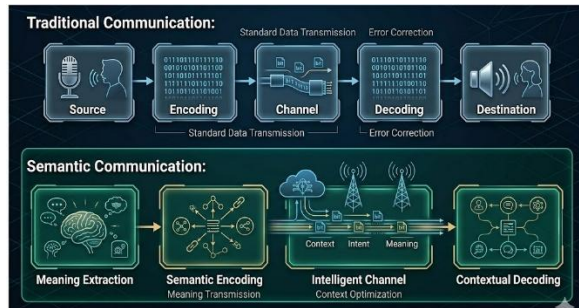 Traditional Communication:
Standard Data Transmission
Error Correction
Source
Encoding
Channel
Decoding
Destination
Standard Data Transmission
Error Correction
Semantic Communication:
Context
Intent
Meaning
Meaning Extraction
Semantic Encoding
Intelligent Channel
Contextual Decoding
Meaning Transmission
Context Optimization